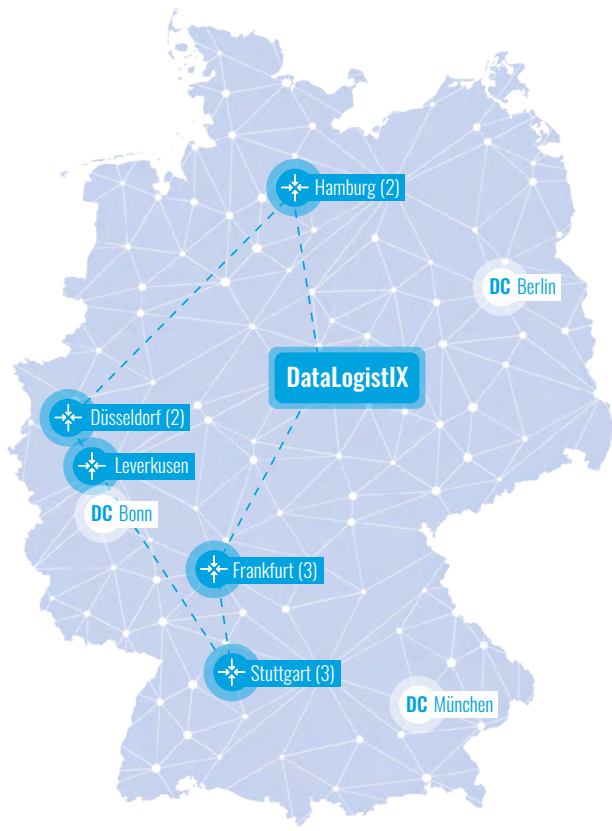 Hamburg (2)
DC Berlin
DataLogistIX
Düsseldorf (2)
Leverkusen
DC Bonn
Frankfurt (3)
Stuttgart (3)
DC München